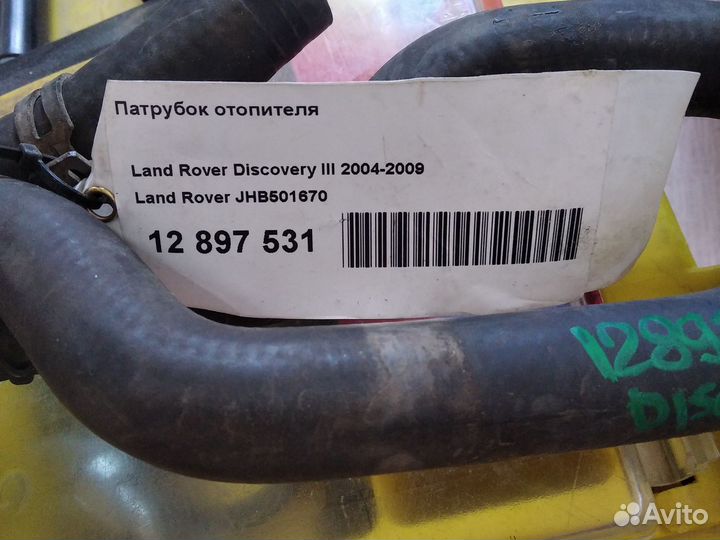 Патрубок отопителя
Land Rover Discovery III 2004-2009
Land Rover JHB501670
12 897 531
Avito